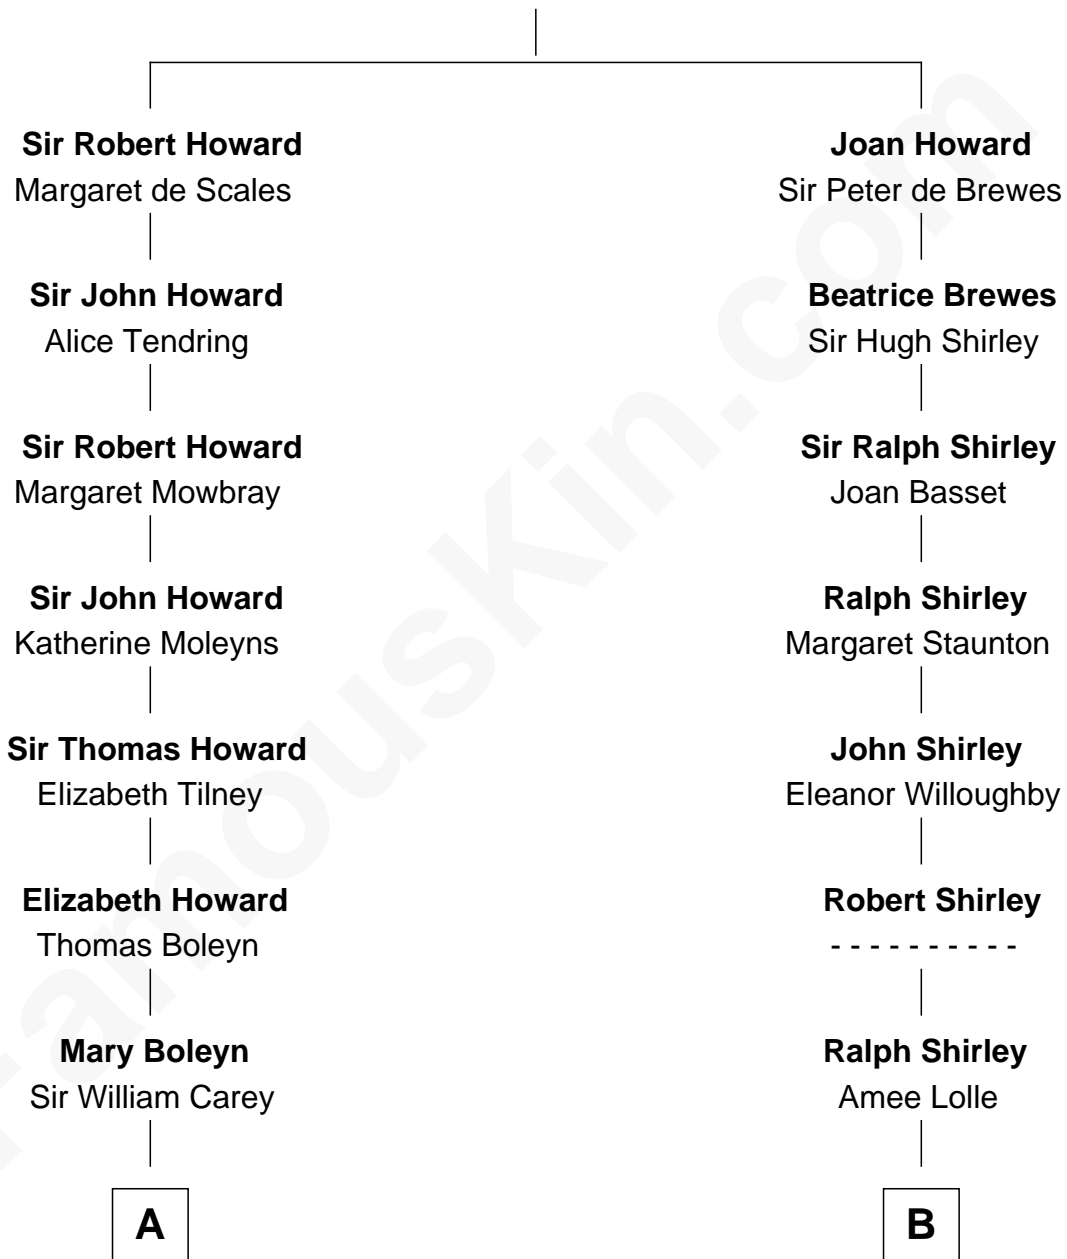 Sir Robert Howard
Margaret de Scales
Sir John Howard
Alice Tendring
Sir Robert Howard
Margaret Mowbray
Sir John Howard
Katherine Moleyns
Sir Thomas Howard
Elizabeth Tilney
Elizabeth Howard
Thomas Boleyn
Mary Boleyn
Sir William Carey
A
Joan Howard
Sir Peter de Brewes
Beatrice Brewes
Sir Hugh Shirley
Sir Ralph Shirley
Joan Basset
Ralph Shirley
Margaret Staunton
John Shirley
Eleanor Willoughby
Robert Shirley
- - - - - - - - - -
Ralph Shirley
Amee Lolle
B
FamousKin.com